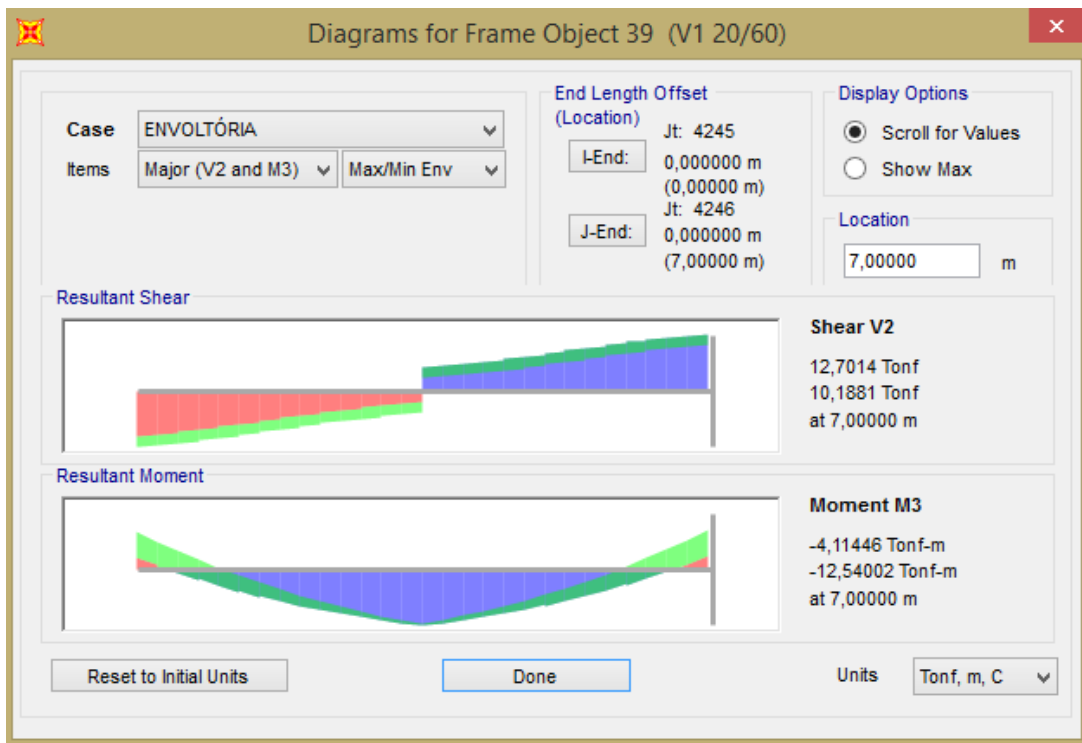 Diagrams for Frame Object 39 (V1 20/60)
×
Case ENVOLTÓRIA
Items Major (V2 and M3) Max/Min Env
End Length Offset
(Location)
I-End:
Jt: 4245
0,000000 m
(0,00000 m)
J-End:
Jt: 4246
0,000000 m
(7,00000 m)
Display Options
Scroll for Values
Show Max
Location
7,00000 m
Resultant Shear
Shear V2
12,7014 Tonf
10,1881 Tonf
at 7,00000 m
Resultant Moment
Moment M3
-4,11446 Tonf-m
-12,54002 Tonf-m
at 7,00000 m
Reset to Initial Units
Done
Units Tonf, m, C